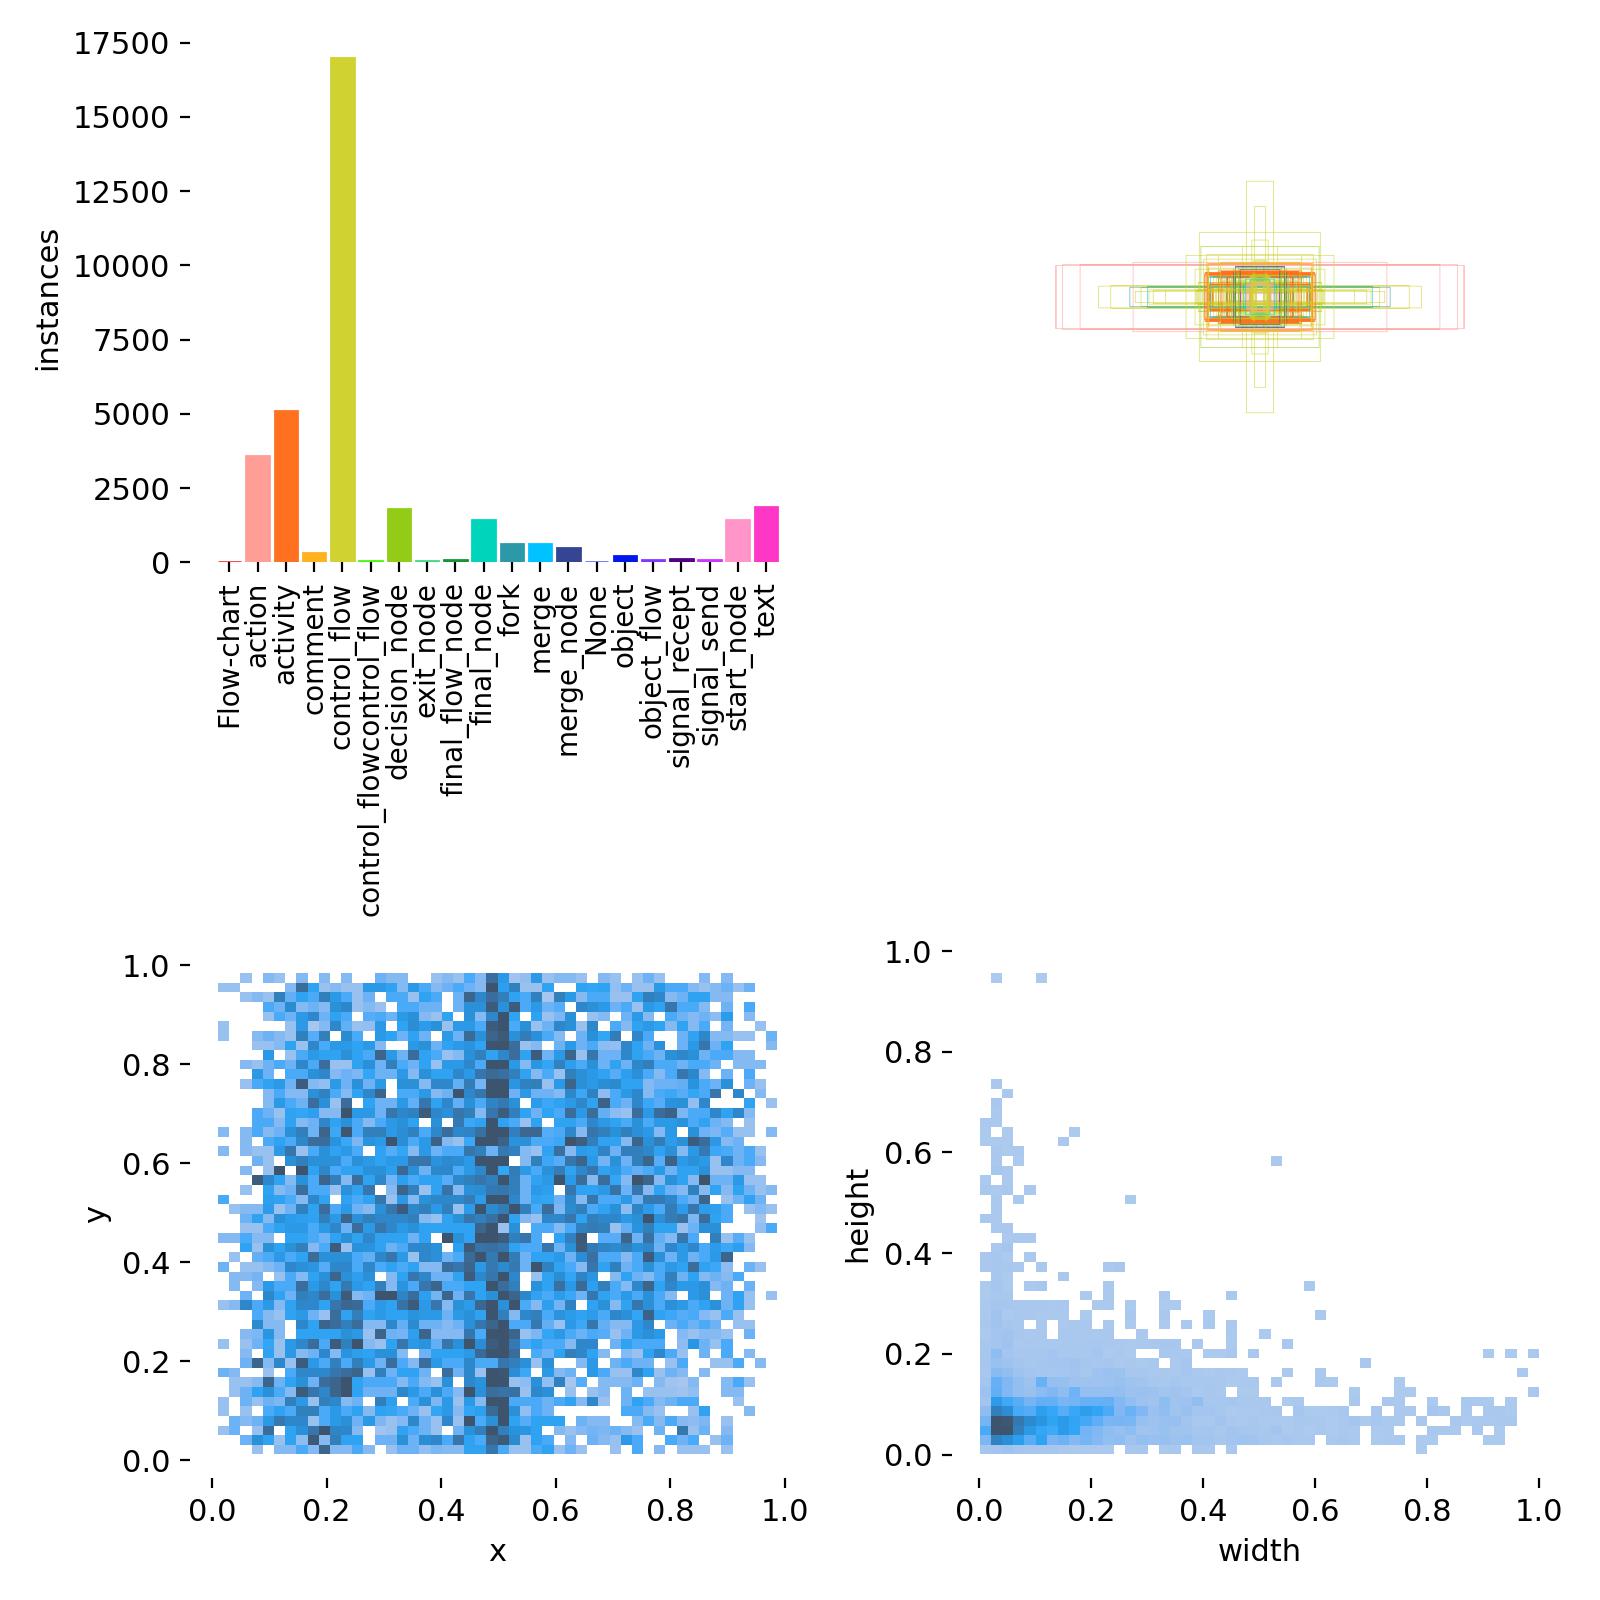 17500
15000
12500
10000
7500
5000
2500
0
instances
Flow-chart
action
activity
comment
control_flow
control_flowcontrol_flow
decision_node
exit_node
final_flow_node
final_node
fork
merge
merge_node
None
object
object_flow
signal_recept
signal_send
start_node
text
1.0
0.8
0.6
0.4
0.2
0.0
y
0.0 0.2 0.4 0.6 0.8 1.0
x
1.0
0.8
0.6
0.4
0.2
0.0
height
0.0 0.2 0.4 0.6 0.8 1.0
width